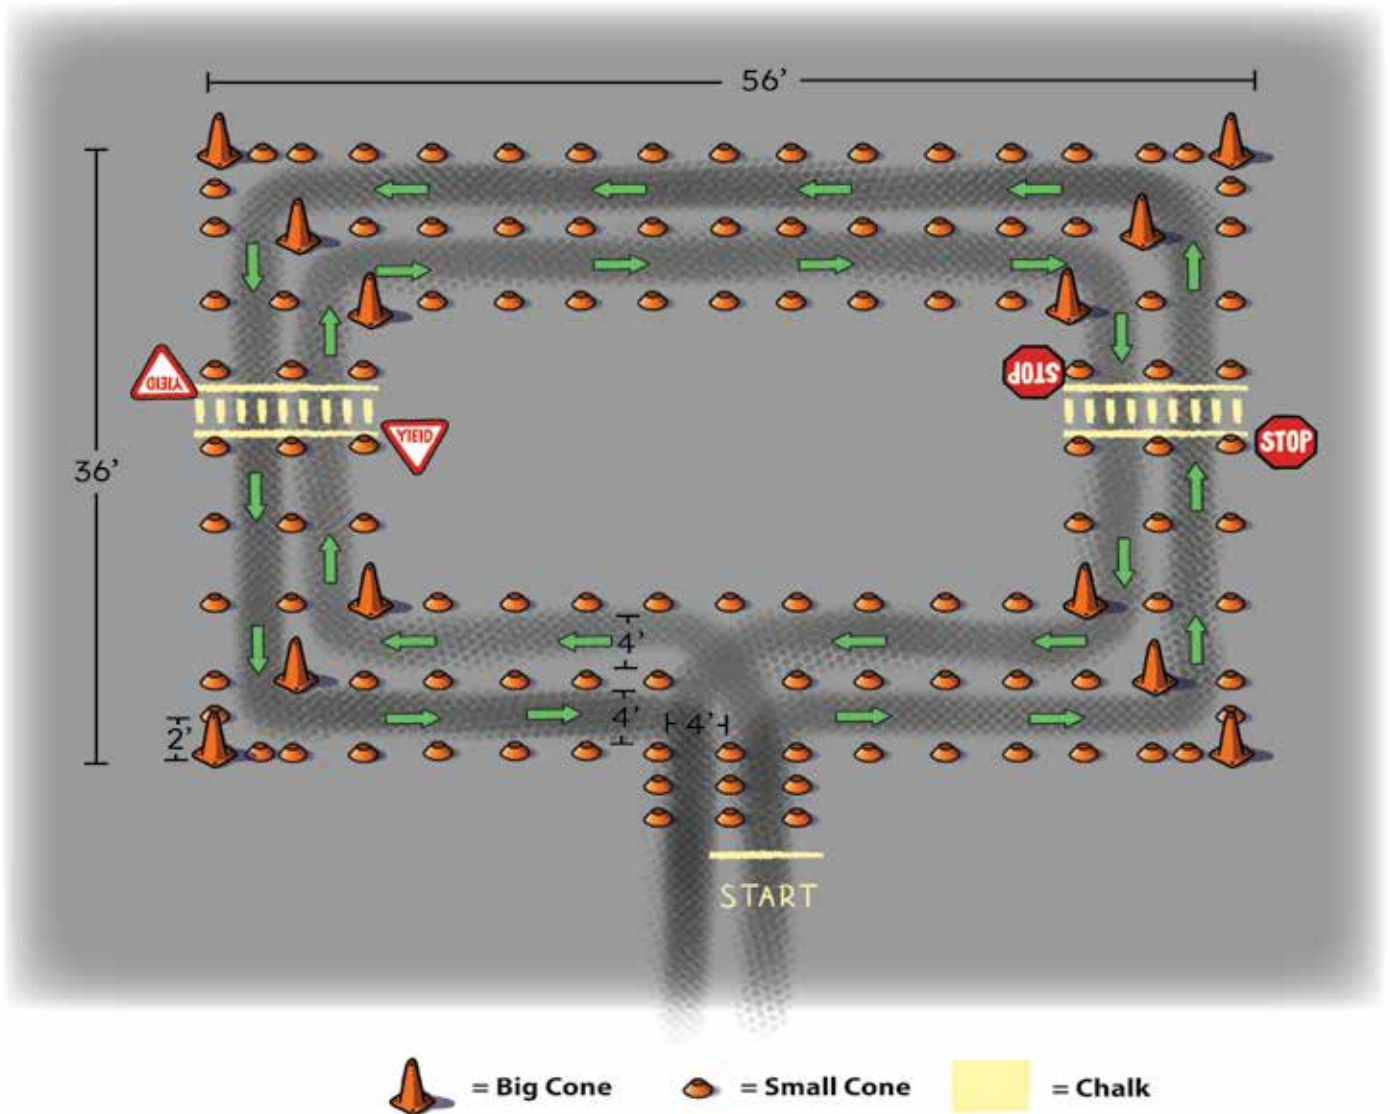 56'
YIELD
STOP
YIELD
STOP
36'
4'
4'
4'
2'
START
= Big Cone
= Small Cone
= Chalk